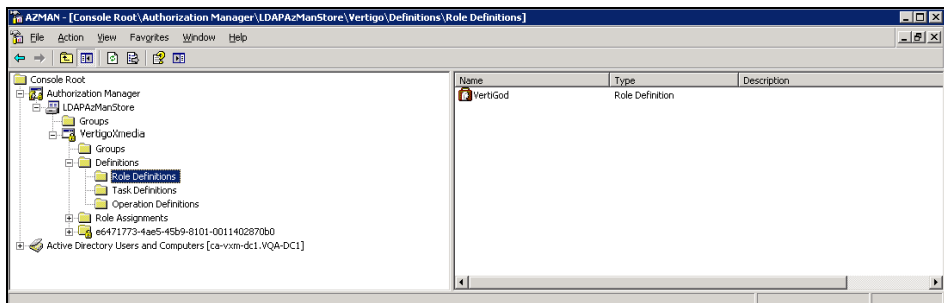 AZMAN - [Console Root\Authorization Manager\LDAPAzManStore\Vertigo\Definitions\Role Definitions]
File Action View Favorites Window Help
Console Root
Authorization Manager
LDAPAzManStore
Groups
VertigoXmedia
Groups
Definitions
Role Definitions
Task Definitions
Operation Definitions
Role Assignments
e6471773-4ae5-45b9-8101-0011402870b0
Active Directory Users and Computers [ca-vxm-dc1.VQA-DC1]
Name Type Description
VertiGod Role Definition